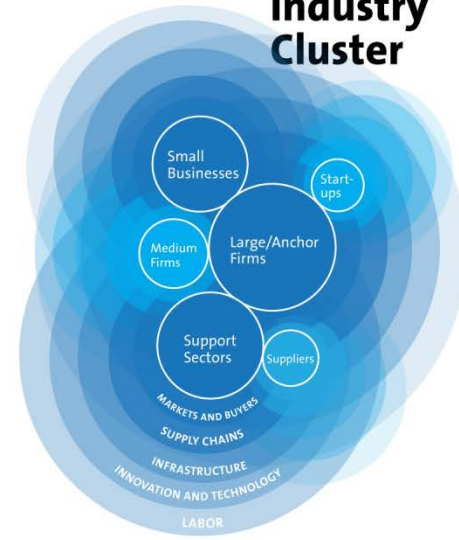 Industry
Cluster
Small
Businesses
Start-
ups
Medium
Firms
Large/Anchor
Firms
Support
Sectors
Suppliers
MARKETS AND BUYERS
SUPPLY CHAINS
INFRASTRUCTURE
INNOVATION AND TECHNOLOGY
LABOR